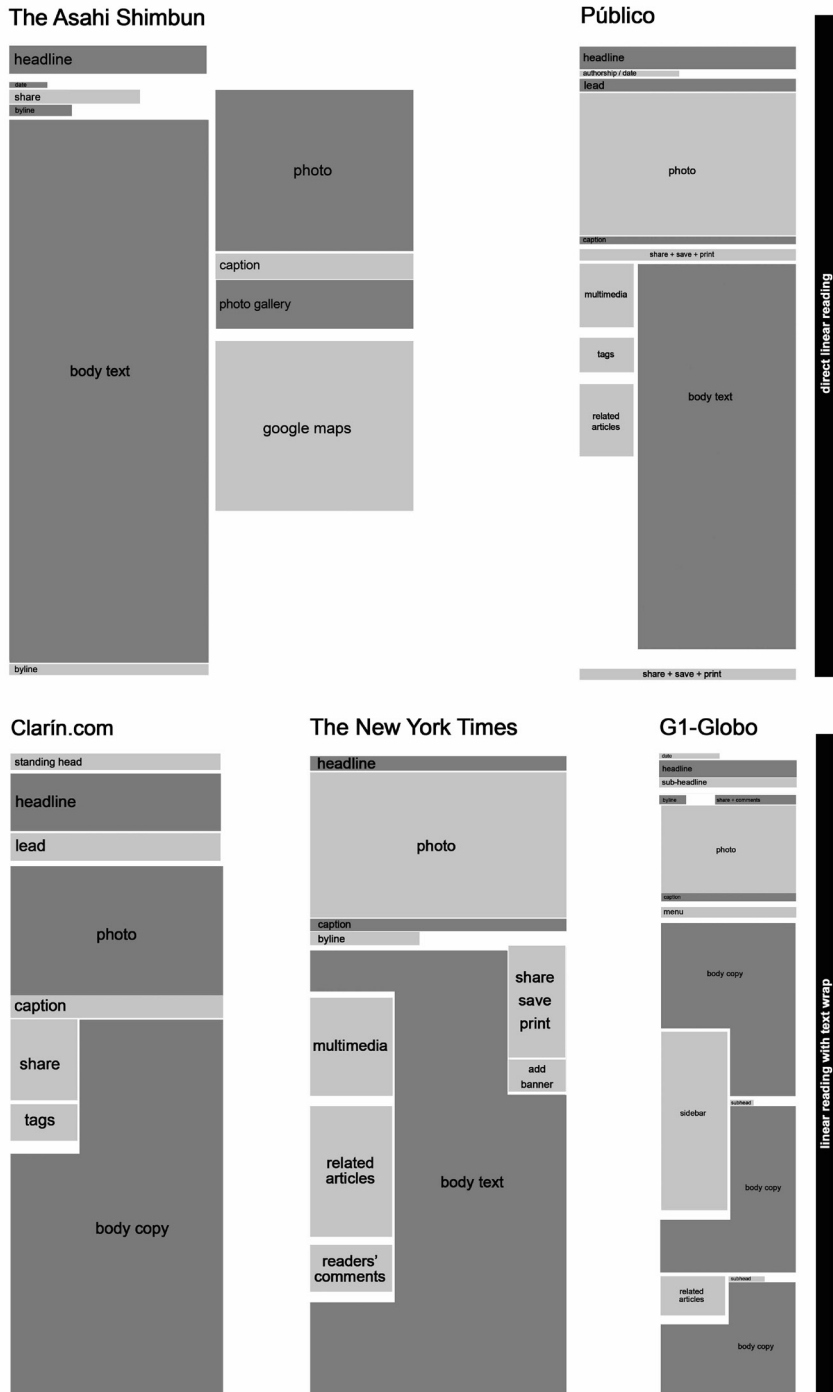 The Asahi Shimbun
headline
date
share
byline
body text
byline
photo
caption
photo gallery
google maps
Público
headline
authorship / date
lead
photo
caption
share + save + print
multimedia
tags
related
articles
body text
share + save + print
direct linear reading
Clarín.com
standing head
headline
lead
photo
caption
share
tags
body copy
The New York Times
headline
photo
caption
byline
share
save
print
add
banner
multimedia
related
articles
readers'
comments
body text
G1-Globo
date
headline
sub-headline
byline
share + comments
photo
caption
menu
body copy
sidebar
subhead
body copy
related
articles
subhead
body copy
linear reading with text wrap